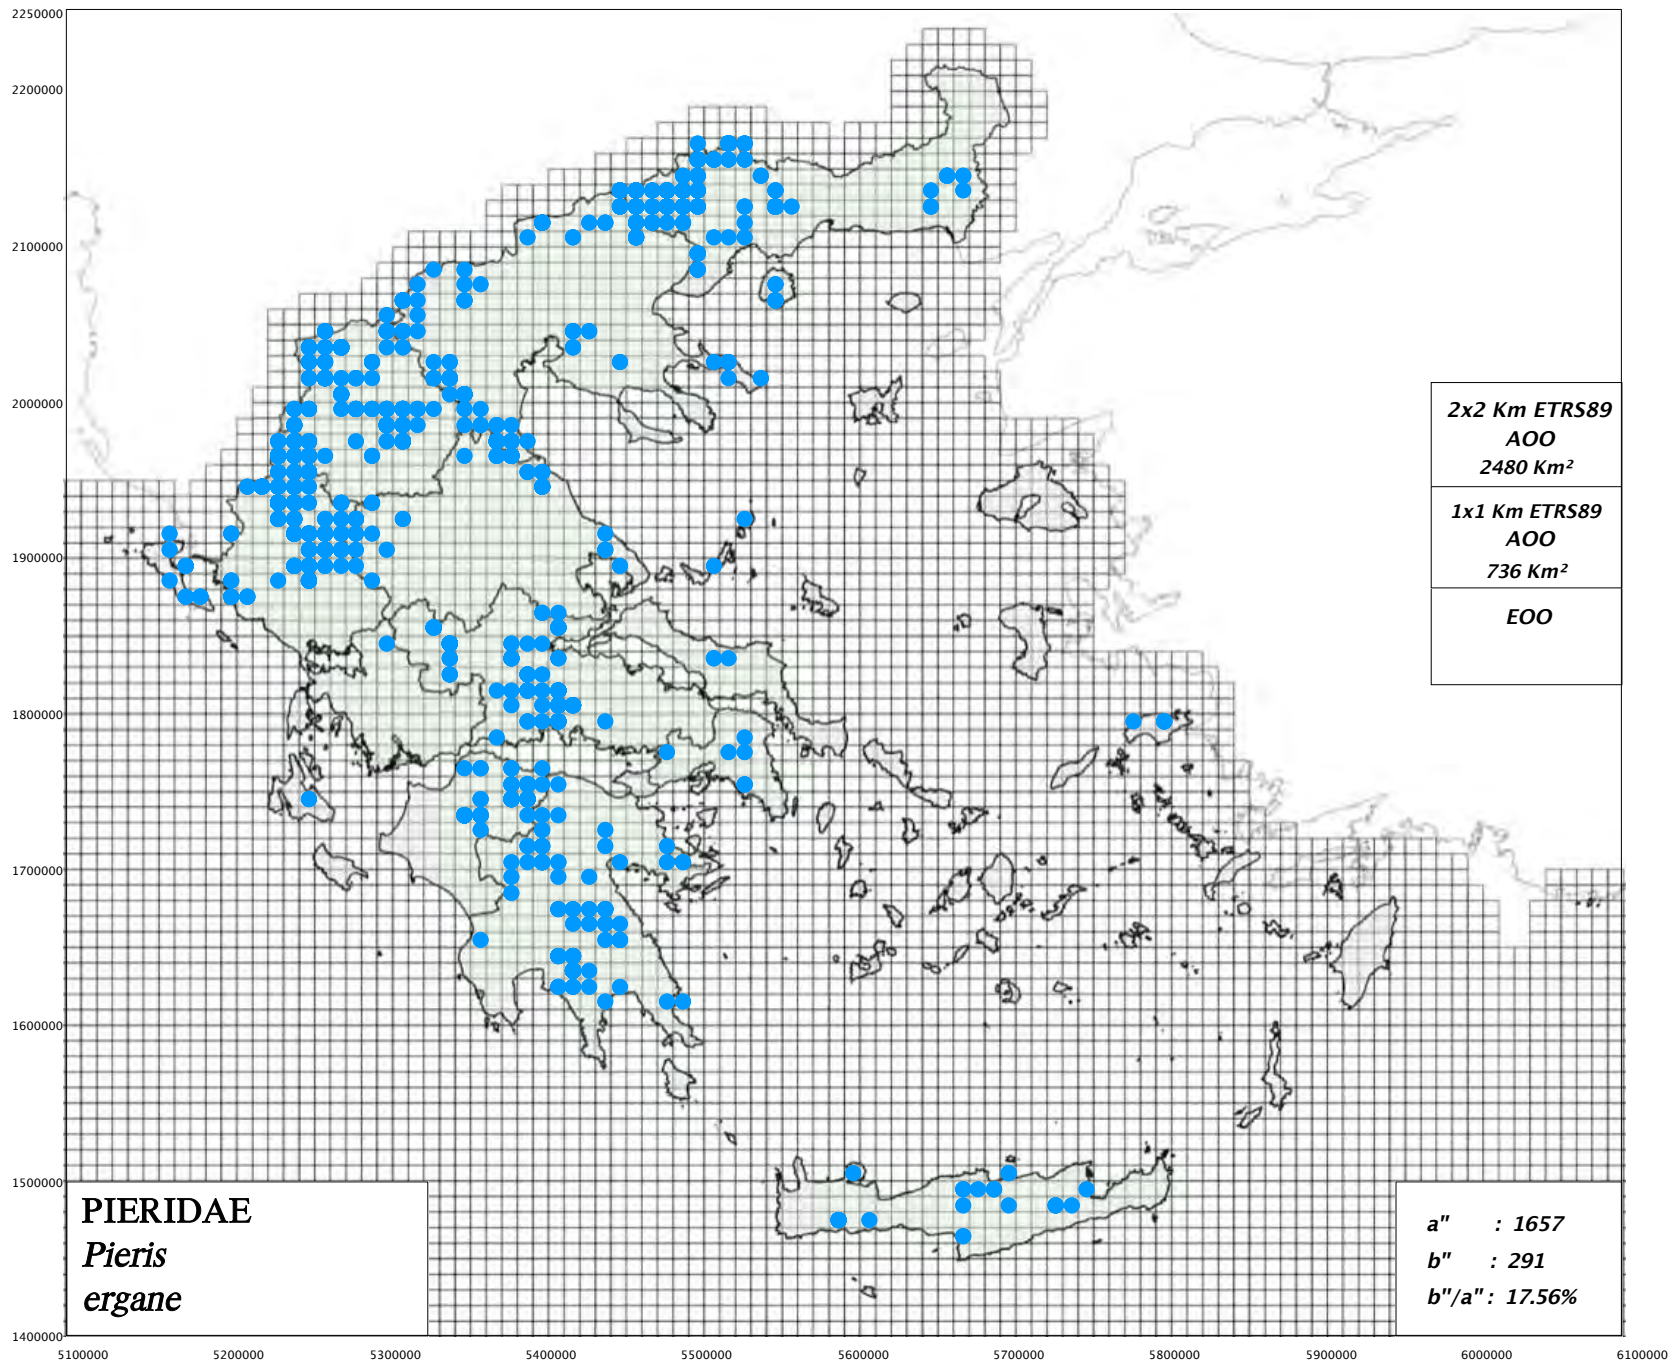 2250000
2200000
2100000
2000000
1900000
1800000
1700000
1600000
1500000
1400000
2x2 Km ETRS89
AOO
2480 Km²
1x1 Km ETRS89
AOO
736 Km²
EOO
PIERIDAE
Pieris
ergane
a" : 1657
b" : 291
b"/a" : 17.56%
5100000 5200000 5300000 5400000 5500000 5600000 5700000 5800000 5900000 6000000 6100000